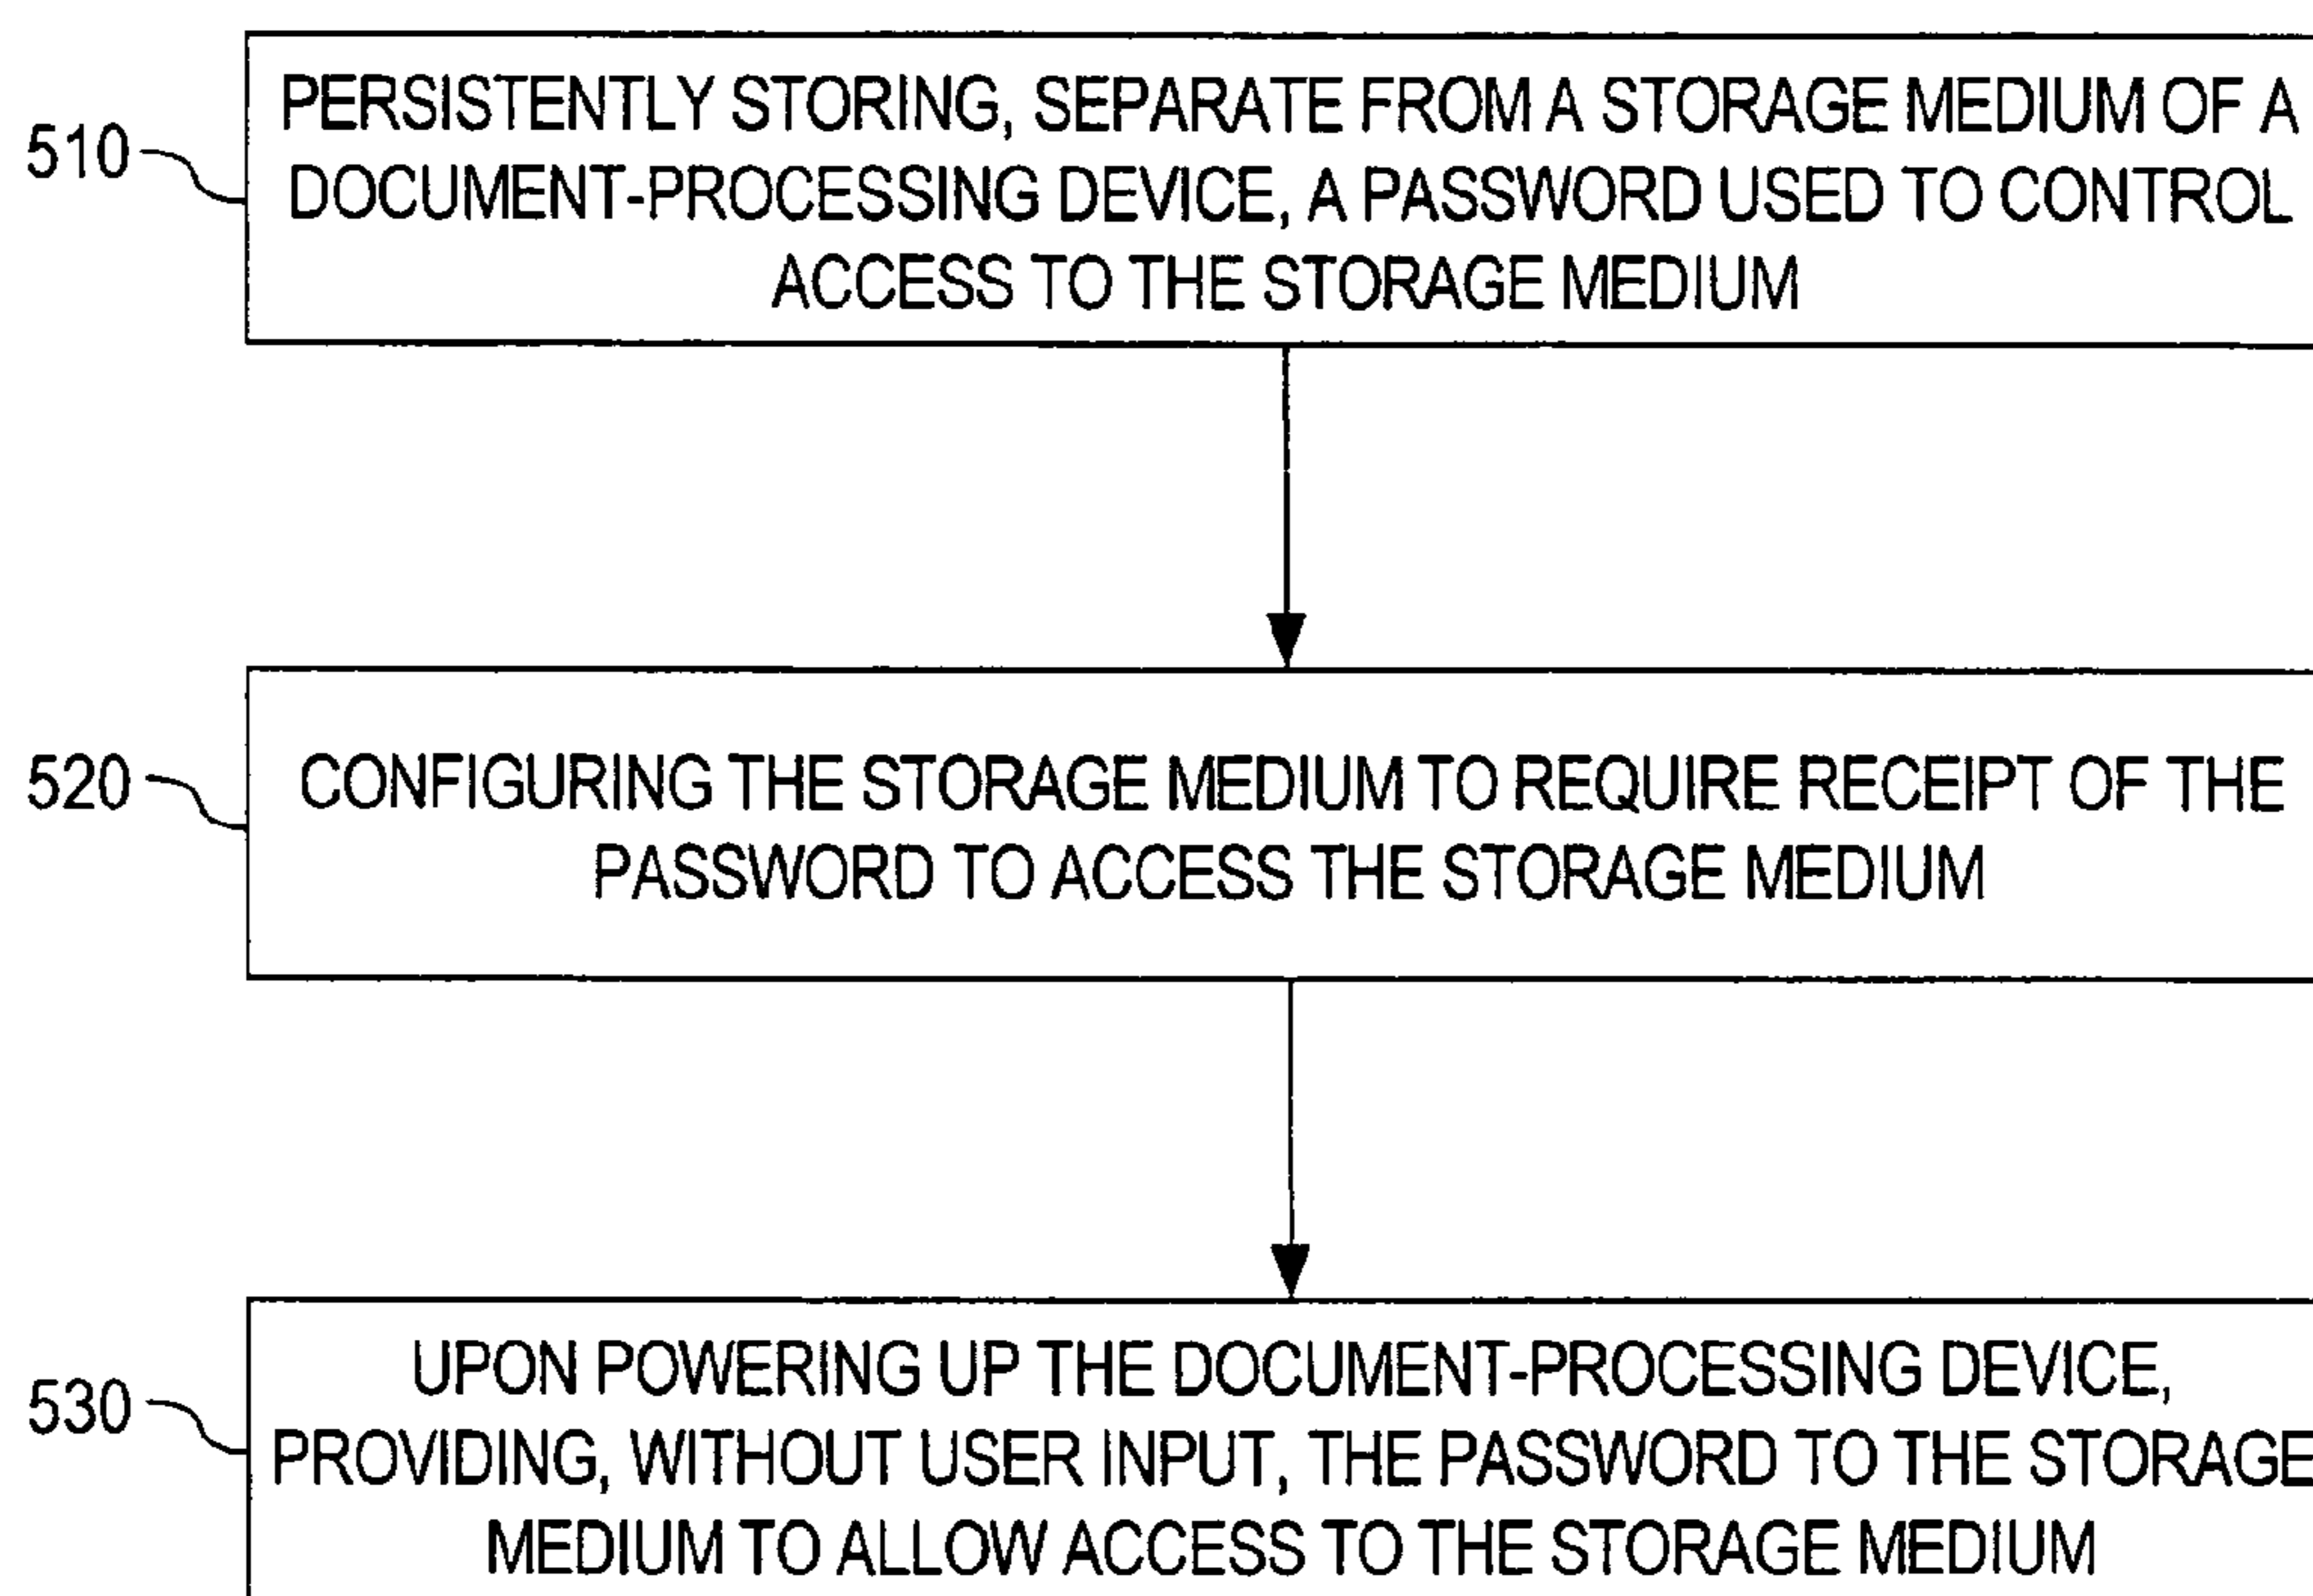 510
PERSISTENTLY STORING, SEPARATE FROM A STORAGE MEDIUM OF A
DOCUMENT-PROCESSING DEVICE, A PASSWORD USED TO CONTROL
ACCESS TO THE STORAGE MEDIUM
520
CONFIGURING THE STORAGE MEDIUM TO REQUIRE RECEIPT OF THE
PASSWORD TO ACCESS THE STORAGE MEDIUM
530
UPON POWERING UP THE DOCUMENT-PROCESSING DEVICE,
PROVIDING, WITHOUT USER INPUT, THE PASSWORD TO THE STORAGE
MEDIUM TO ALLOW ACCESS TO THE STORAGE MEDIUM